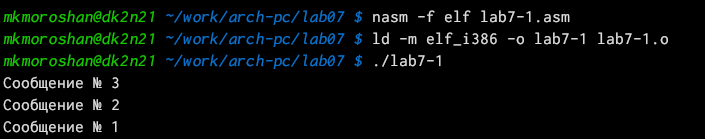 mkmoroshan@dk2n21 ~/work/arch-pc/lab07 $ nasm -f elf lab7-1.asm
mkmoroshan@dk2n21 ~/work/arch-pc/lab07 $ ld -m elf_i386 -o lab7-1 lab7-1.o
mkmoroshan@dk2n21 ~/work/arch-pc/lab07 $ ./lab7-1
Сообщение № 3
Сообщение № 2
Сообщение № 1